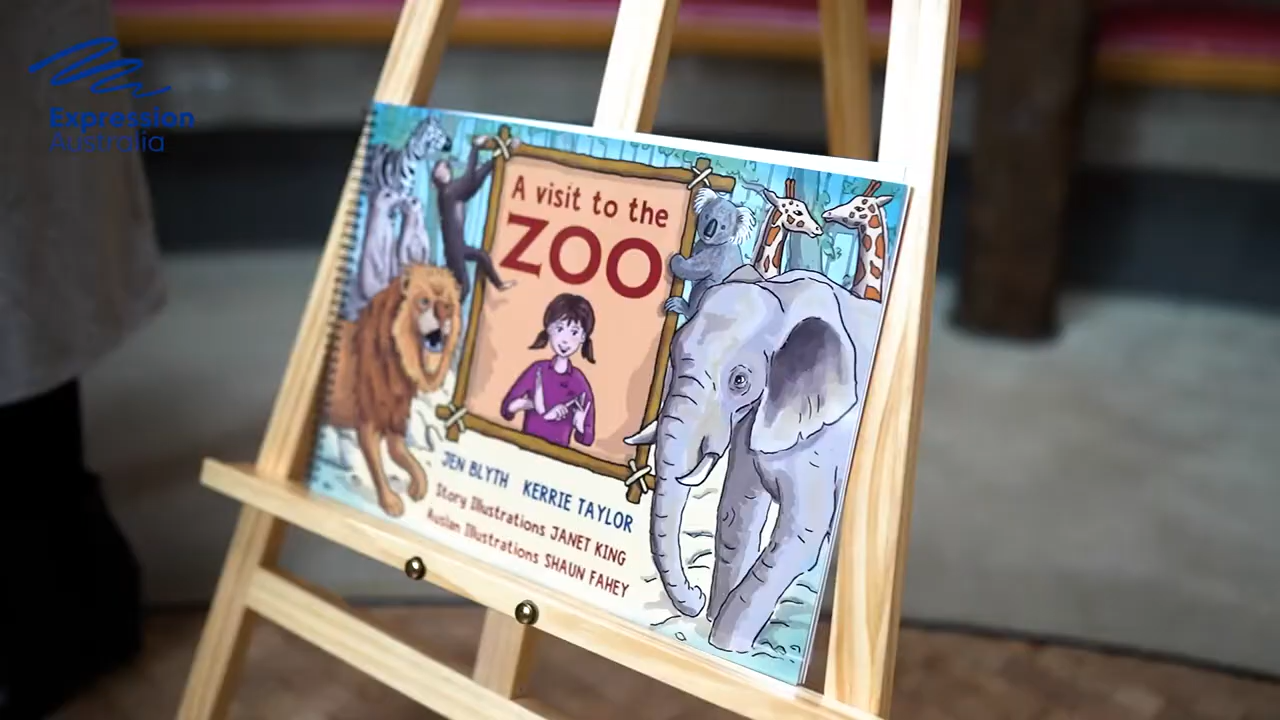 Expression
Australia
A visit to the
ZOO
JEN BLYTH KERRIE TAYLOR
Story Illustrations JANET KING
Auslan Illustrations SHAUN FAHEY